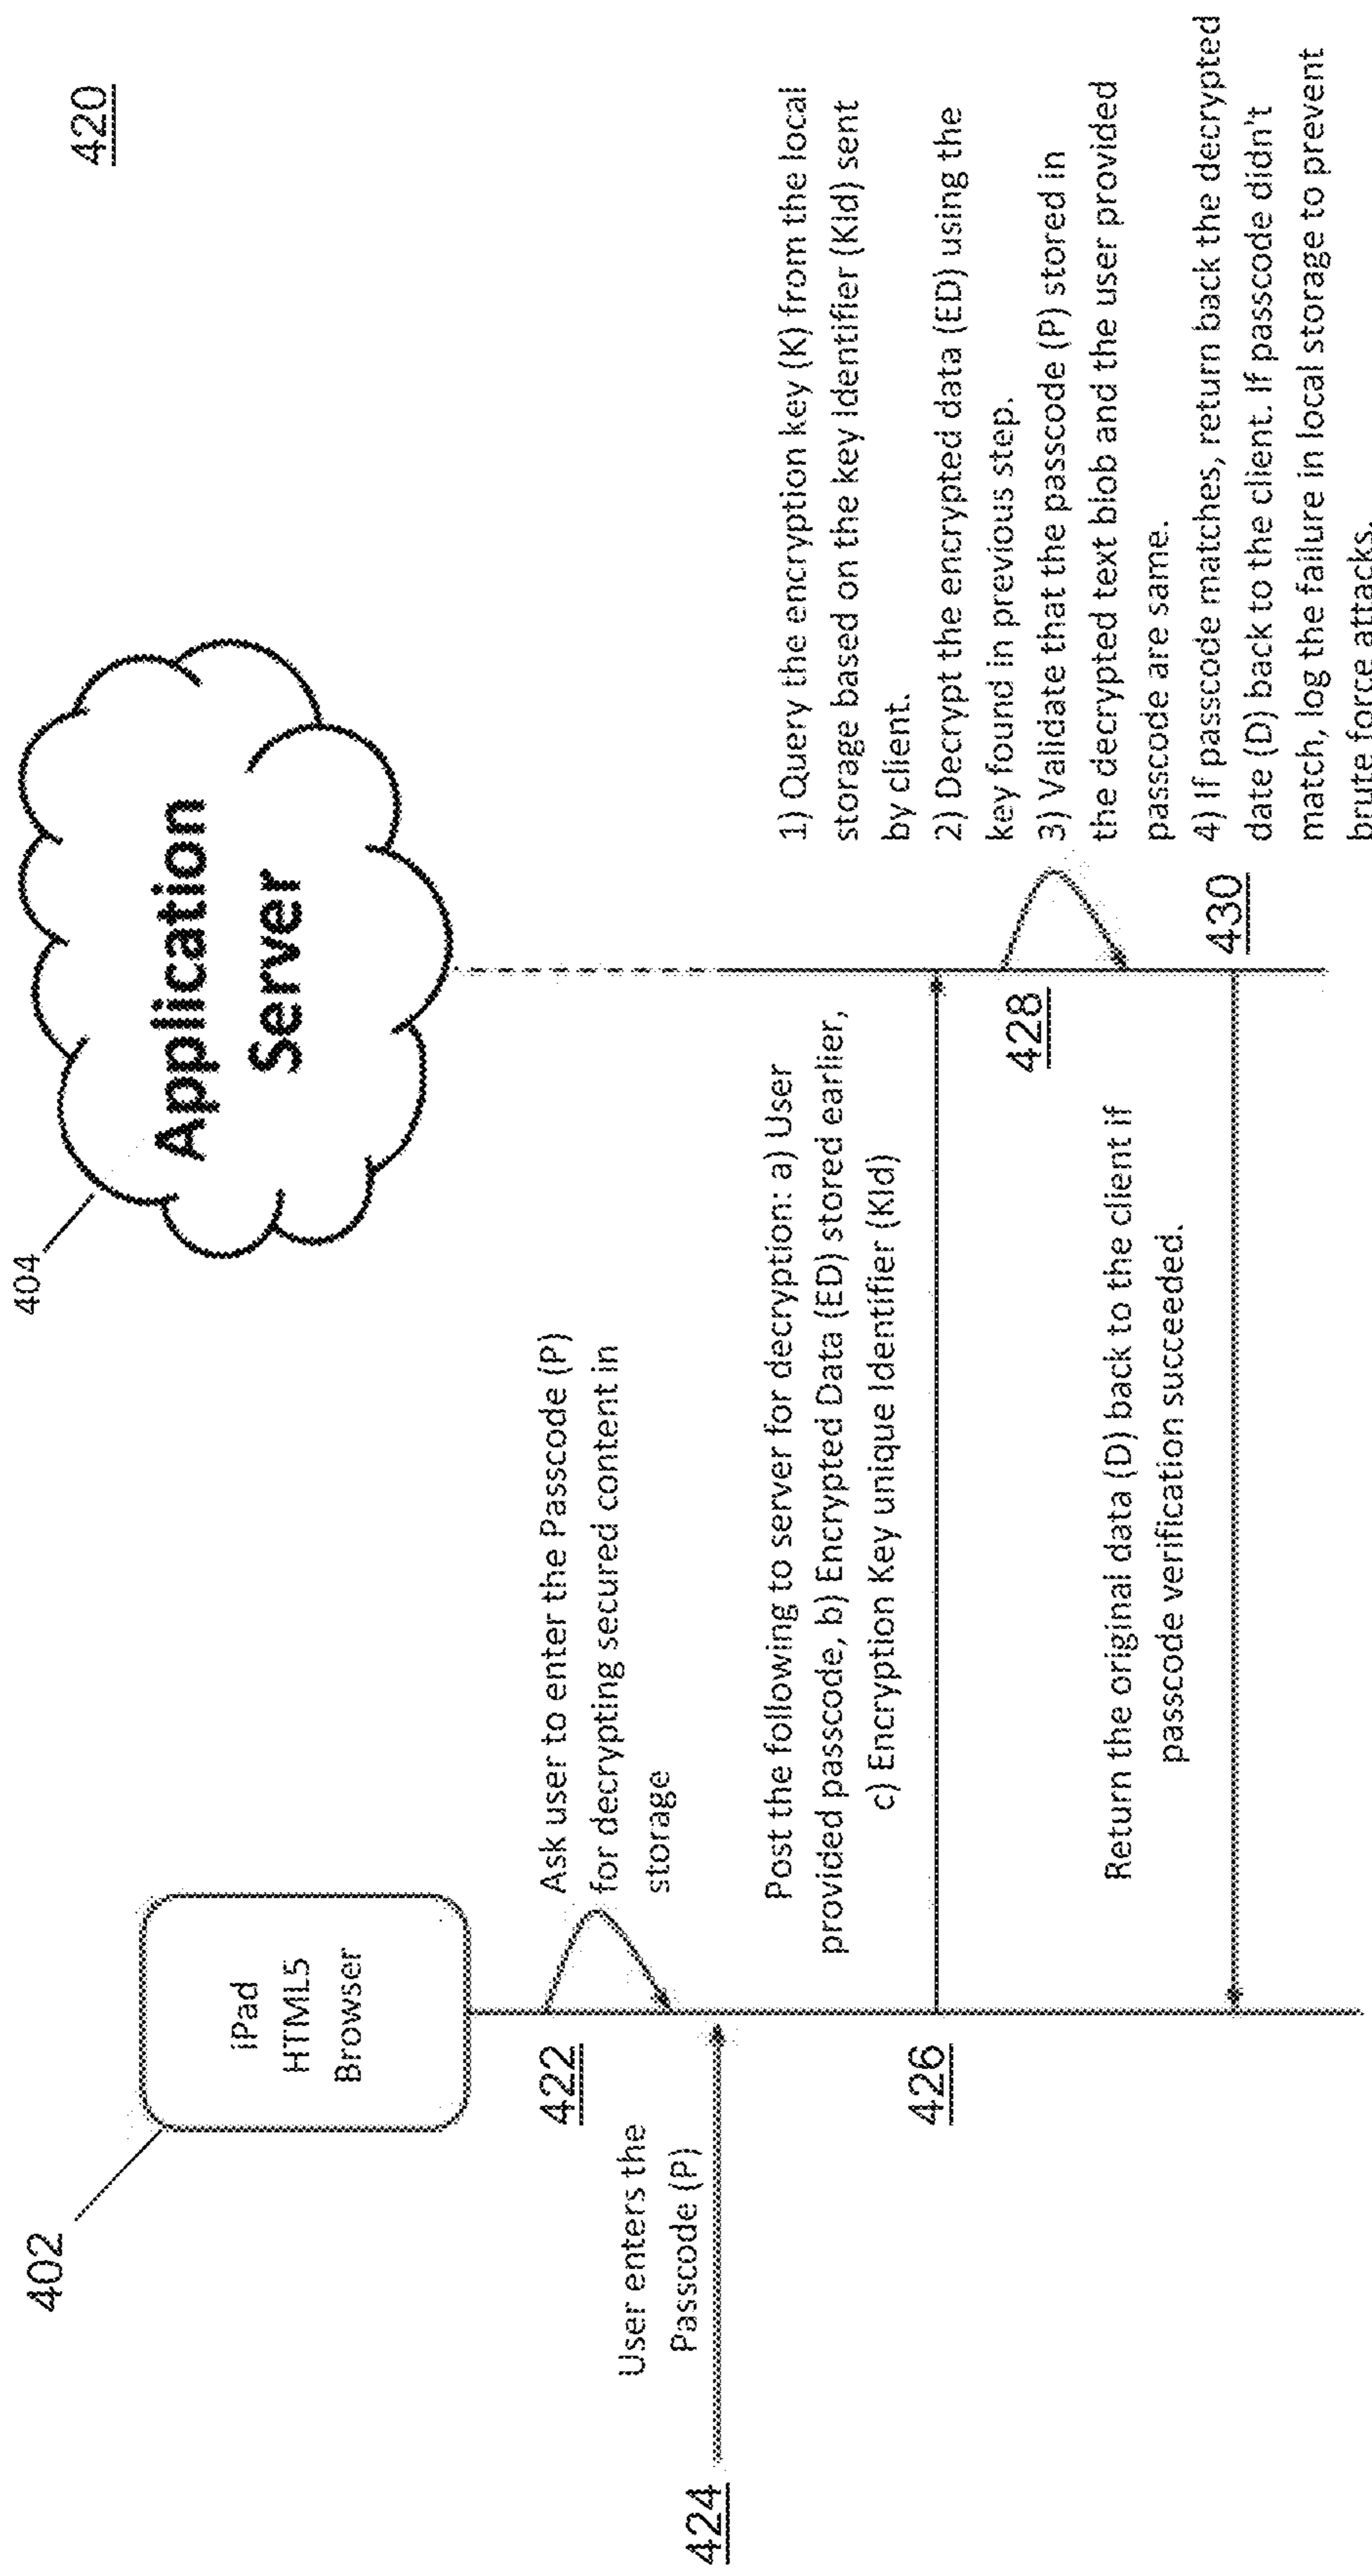 420
404
Application
Server
402
iPad
HTML5
Browser
422
Ask user to enter the Passcode (P)
for decrypting secured content in
storage
User enters the
Passcode (P)
424
Post the following to server for decryption: a) User
provided passcode, b) Encrypted Data (ED) stored earlier,
c) Encryption Key unique Identifier (KId)
426
428
1) Query the encryption key (K) from the local
storage based on the key identifier (KId) sent
by client.
2) Decrypt the encrypted data (ED) using the
key found in previous step.
3) Validate that the passcode (P) stored in
the decrypted text blob and the user provided
passcode are same.
4) If passcode matches, return back the decrypted
date (D) back to the client. If passcode didn't
match, log the failure in local storage to prevent
brute force attacks.
Return the original data (D) back to the client if
passcode verification succeeded.
430